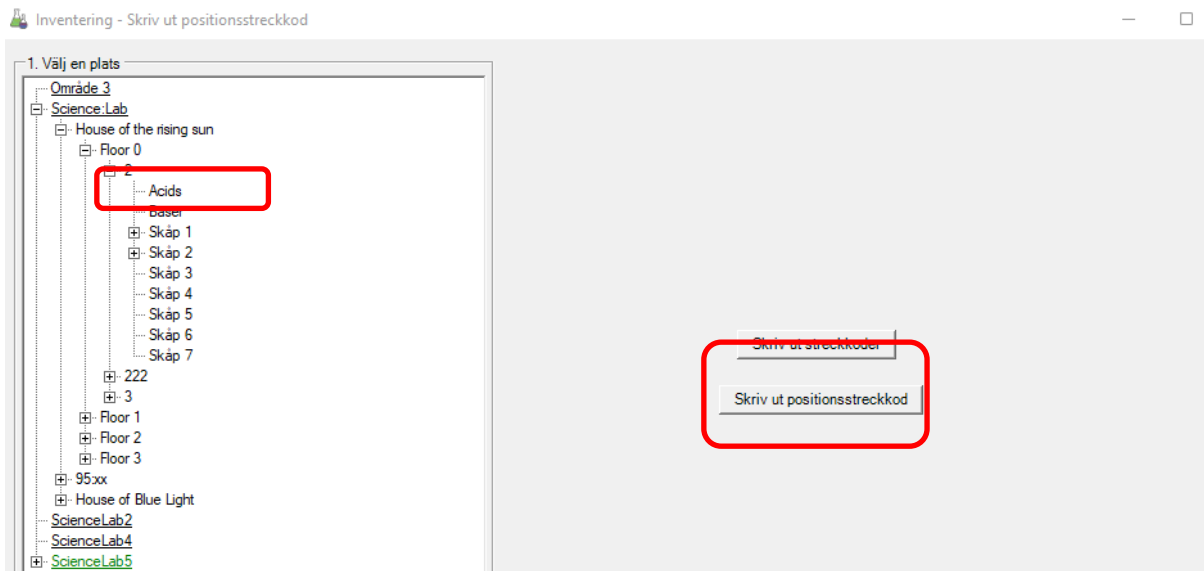 Inventering - Skriv ut positionsstreckkod
1. Välj en plats
Område 3
Science:Lab
House of the rising sun
Floor 0
2
Acids
Baser
Skåp 1
Skåp 2
Skåp 3
Skåp 4
Skåp 5
Skåp 6
Skåp 7
222
3
Floor 1
Floor 2
Floor 3
95:xx
House of Blue Light
ScienceLab2
ScienceLab4
ScienceLab5
Skriv ut streckkoder
Skriv ut positionsstreckkod